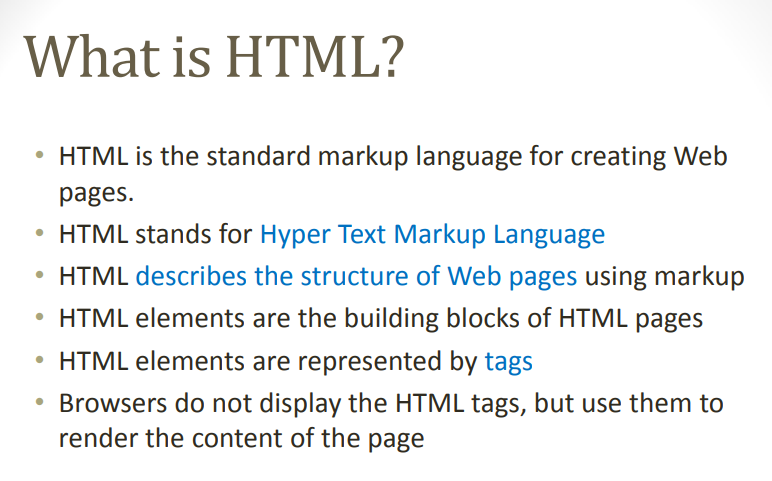 What is HTML?
• HTML is the standard markup language for creating Web
pages.
• HTML stands for Hyper Text Markup Language
• HTML describes the structure of Web pages using markup
• HTML elements are the building blocks of HTML pages
• HTML elements are represented by tags
• Browsers do not display the HTML tags, but use them to
render the content of the page